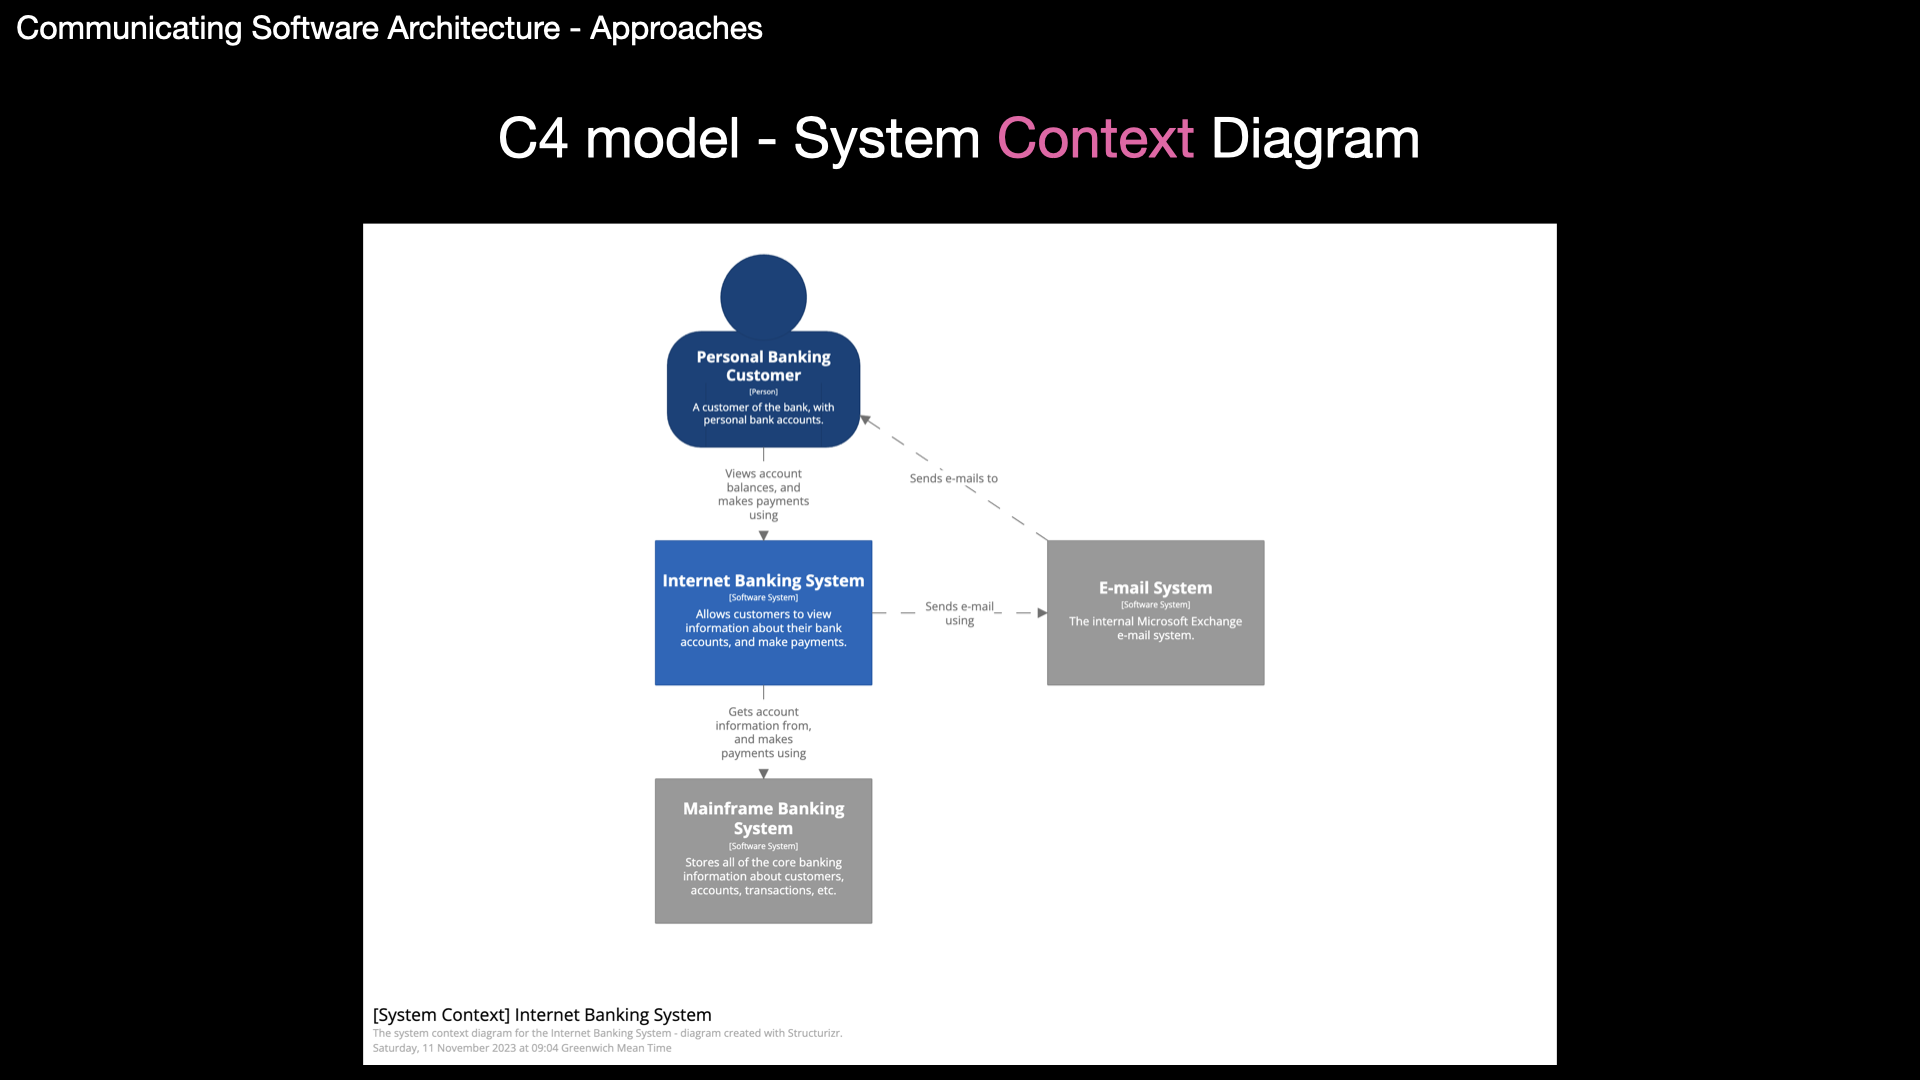 Communicating Software Architecture - Approaches
C4 model - System Context Diagram
Personal Banking
Customer
[Person]
A customer of the bank, with
personal bank accounts.
Views account
balances, and
makes payments
using
Sends e-mails to
Internet Banking System
[Software System]
Allows customers to view
information about their bank
accounts, and make payments.
Sends e-mail
using
E-mail System
[Software System]
The internal Microsoft Exchange
e-mail system.
Gets account
information from,
and makes
payments using
Mainframe Banking
System
[Software System]
Stores all of the core banking
information about customers,
accounts, transactions, etc.
[System Context] Internet Banking System
The system context diagram for the Internet Banking System - diagram created with Structurizr.
Saturday, 11 November 2023 at 09:04 Greenwich Mean Time